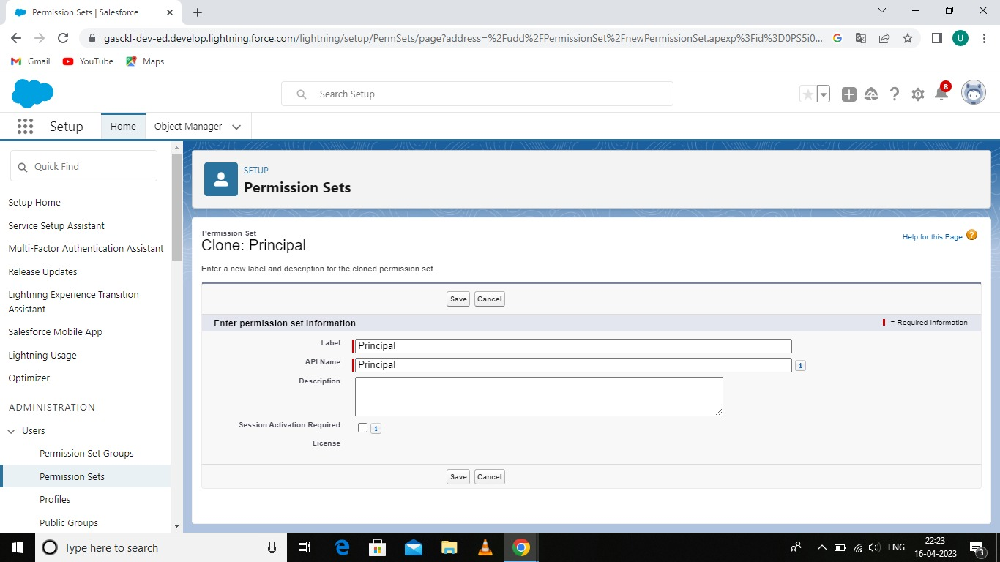 Permission Sets | Salesforce
gasckl-dev-ed.develop.lightning.force.com/lightning/setup/PermSets/page?address=%2Fudd%2FPermissionSet%2FnewPermissionSet.apexp%3Fid%3D0PS5i0...
U
Gmail YouTube Maps
Search Setup
8
Setup Home Object Manager
Quick Find
Setup Home
Service Setup Assistant
Multi-Factor Authentication Assistant
Release Updates
Lightning Experience Transition
Assistant
Salesforce Mobile App
Lightning Usage
Optimizer
ADMINISTRATION
Users
Permission Set Groups
Permission Sets
Profiles
Public Groups
SETUP
Permission Sets
Permission Set
Clone: Principal
Help for this Page ?
Enter a new label and description for the cloned permission set.
Save Cancel
Enter permission set information
= Required Information
Label Principal
API Name Principal i
Description
Session Activation Required i
License
Save Cancel
Type here to search
ENG
22:23
16-04-2023
3